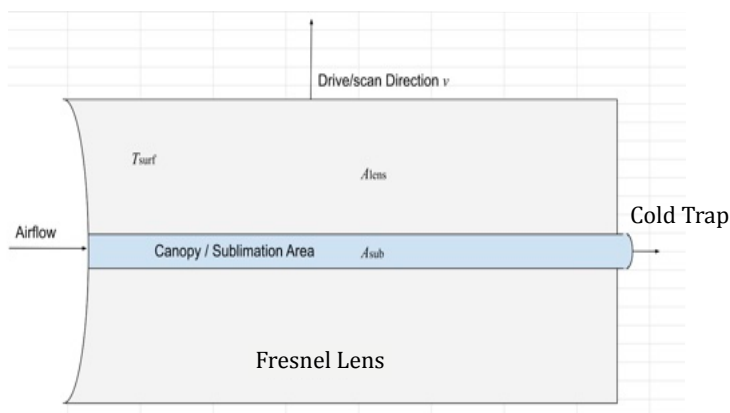 Drive/scan Direction v
Tsurf
Alens
Cold Trap
Airflow
Canopy / Sublimation Area
Asub
Fresnel Lens